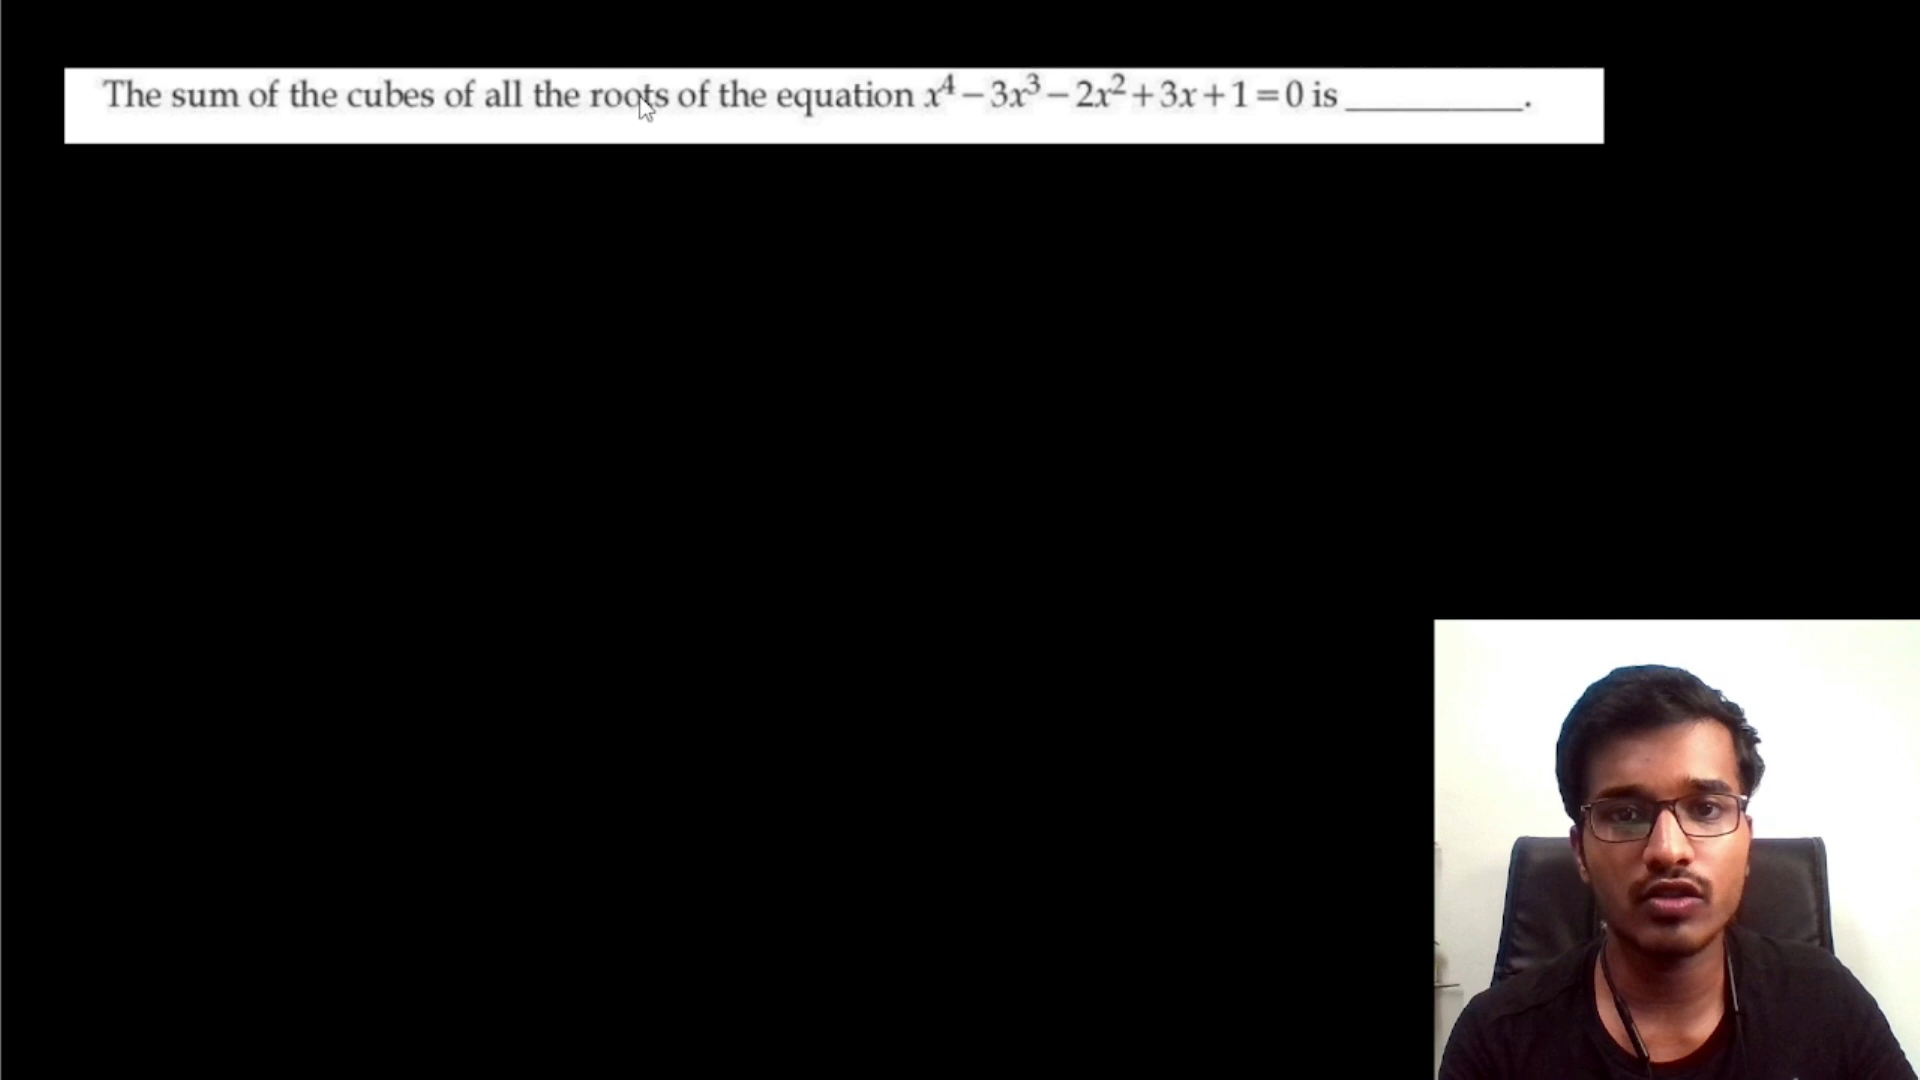 The sum of the cubes of all the roots of the equation x⁴ – 3x³ – 2x² + 3x + 1 = 0 is __________.